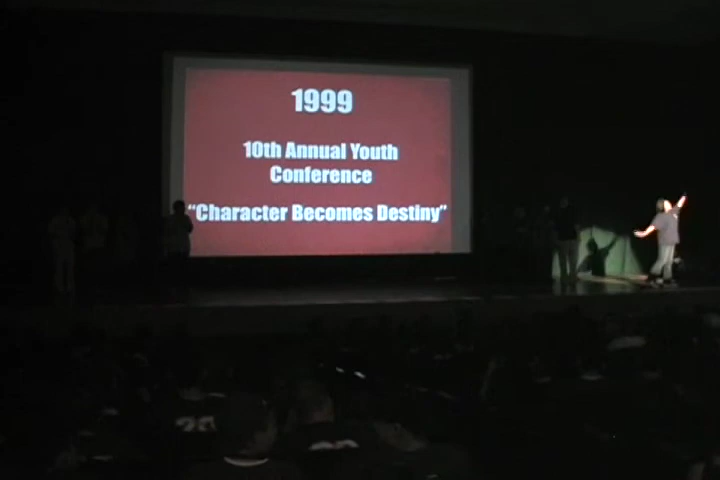 1999
10th Annual Youth
Conference
“Character Becomes Destiny”